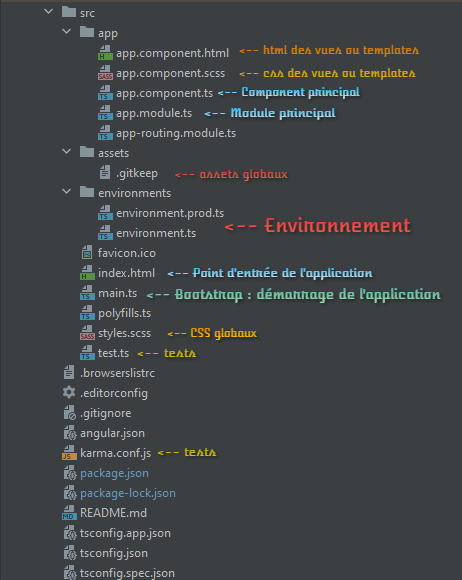 src
app
app.component.html <-- html des vues ou templates
app.component.scss <-- css des vues ou templates
app.component.ts <-- Component principal
app.module.ts <-- Module principal
app-routing.module.ts
assets
.gitkeep <-- assets globaux
environments
environment.prod.ts
environment.ts <-- Environnement
favicon.ico
index.html <-- Point d'entrée de l'application
main.ts <-- Bootstrap : démarrage de l'application
polyfills.ts
styles.scss <-- CSS globaux
test.ts <-- tests
.browserslistrc
.editorconfig
.gitignore
angular.json
karma.conf.js <-- tests
package.json
package-lock.json
README.md
tsconfig.app.json
tsconfig.json
tsconfig.spec.json